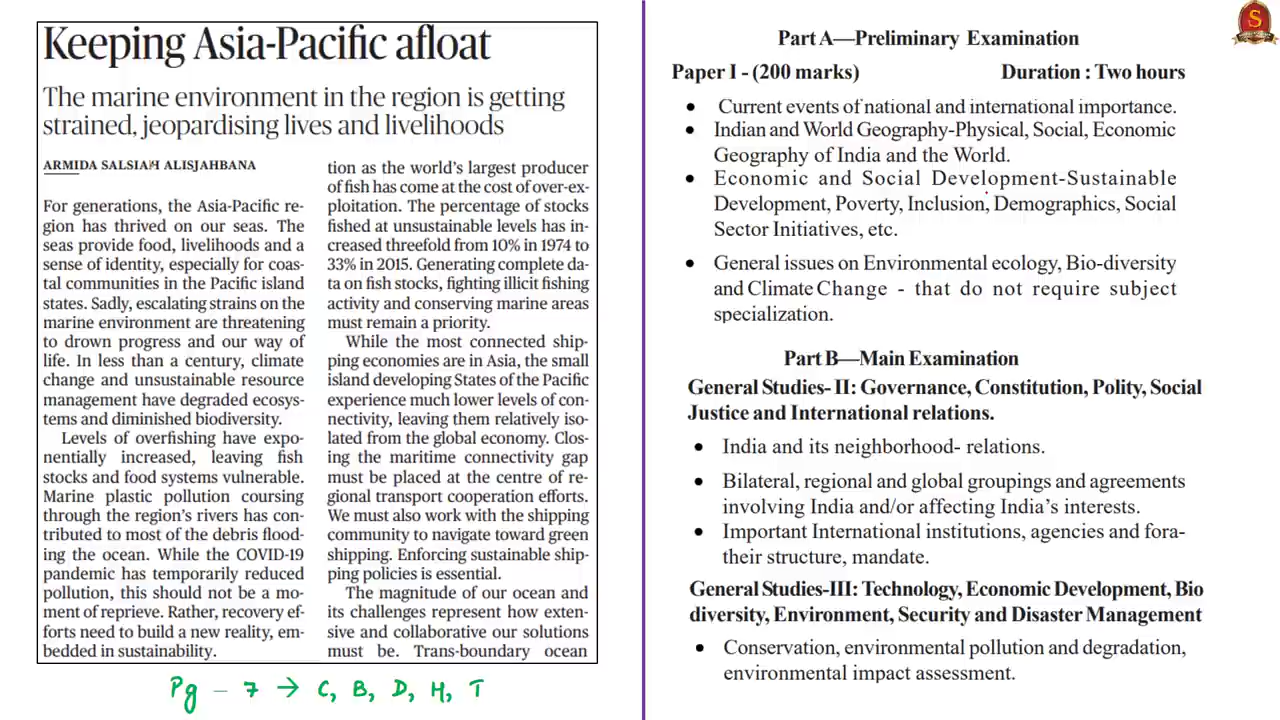 Keeping Asia-Pacific afloat
The marine environment in the region is getting
strained, jeopardising lives and livelihoods
ARMIDA SALSIAH ALISJAHBANA
For generations, the Asia-Pacific re-
gion has thrived on our seas. The
seas provide food, livelihoods and a
sense of identity, especially for coas-
tal communities in the Pacific island
states. Sadly, escalating strains on the
marine environment are threatening
to drown progress and our way of
life. In less than a century, climate
change and unsustainable resource
management have degraded ecosys-
tems and diminished biodiversity.
Levels of overfishing have expo-
nentially increased, leaving fish
stocks and food systems vulnerable.
Marine plastic pollution coursing
through the region's rivers has con-
tributed to most of the debris flood-
ing the ocean. While the COVID-19
pandemic has temporarily reduced
pollution, this should not be a mo-
ment of reprieve. Rather, recovery ef-
forts need to build a new reality, em-
bedded in sustainability.
tion as the world's largest producer
of fish has come at the cost of over-ex-
ploitation. The percentage of stocks
fished at unsustainable levels has in-
creased threefold from 10% in 1974 to
33% in 2015. Generating complete da-
ta on fish stocks, fighting illicit fishing
activity and conserving marine areas
must remain a priority.
While the most connected ship-
ping economies are in Asia, the small
island developing States of the Pacific
experience much lower levels of con-
nectivity, leaving them relatively iso-
lated from the global economy. Clos-
ing the maritime connectivity gap
must be placed at the centre of re-
gional transport cooperation efforts.
We must also work with the shipping
community to navigate toward green
shipping. Enforcing sustainable ship-
ping policies is essential.
The magnitude of our ocean and
its challenges represent how exten-
sive and collaborative our solutions
must be. Trans-boundary ocean
Pg – 7 → C, B, D, H, T
Part A—Preliminary Examination
Paper I - (200 marks) Duration : Two hours
• Current events of national and international importance.
• Indian and World Geography-Physical, Social, Economic
Geography of India and the World.
• Economic and Social Development-Sustainable
Development, Poverty, Inclusion, Demographics, Social
Sector Initiatives, etc.
• General issues on Environmental ecology, Bio-diversity
and Climate Change - that do not require subject
specialization.
Part B—Main Examination
General Studies- II: Governance, Constitution, Polity, Social
Justice and International relations.
• India and its neighborhood- relations.
• Bilateral, regional and global groupings and agreements
involving India and/or affecting India's interests.
• Important International institutions, agencies and fora-
their structure, mandate.
General Studies-III: Technology, Economic Development, Bio
diversity, Environment, Security and Disaster Management
• Conservation, environmental pollution and degradation,
environmental impact assessment.
S